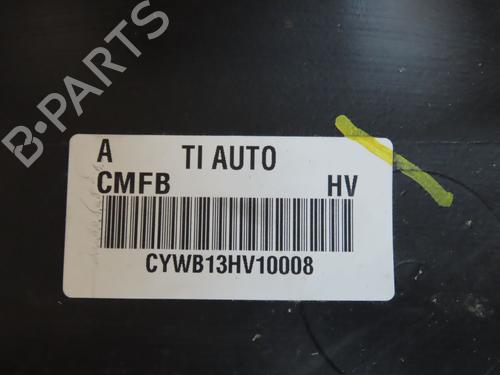 A TI AUTO
CMFB HV
CYWB13HV10008
B-PARTS